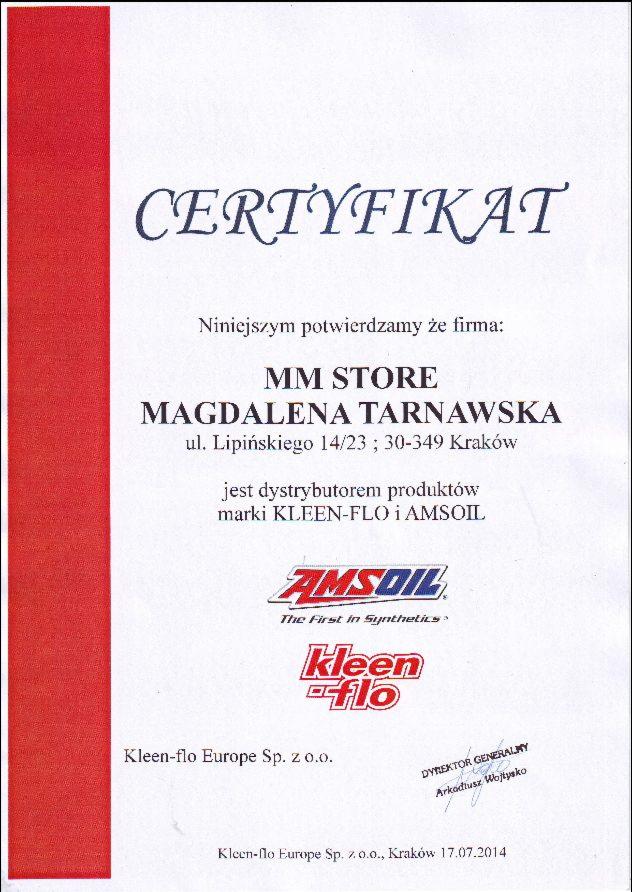 CERTYFIKAT
Niniejszym potwierdzamy że firma:
MM STORE
MAGDALENA TARNAWSKA
ul. Lipińskiego 14/23 ; 30-349 Kraków
jest dystrybutorem produktów
marki KLEEN-FLO i AMSOIL
AMSOIL®
The First in Synthetics®
kleen
-flo
Kleen-flo Europe Sp. z o.o.
DYREKTOR GENERALNY
Arkadiusz Wojtysko
Kleen-flo Europe Sp. z o.o., Kraków 17.07.2014